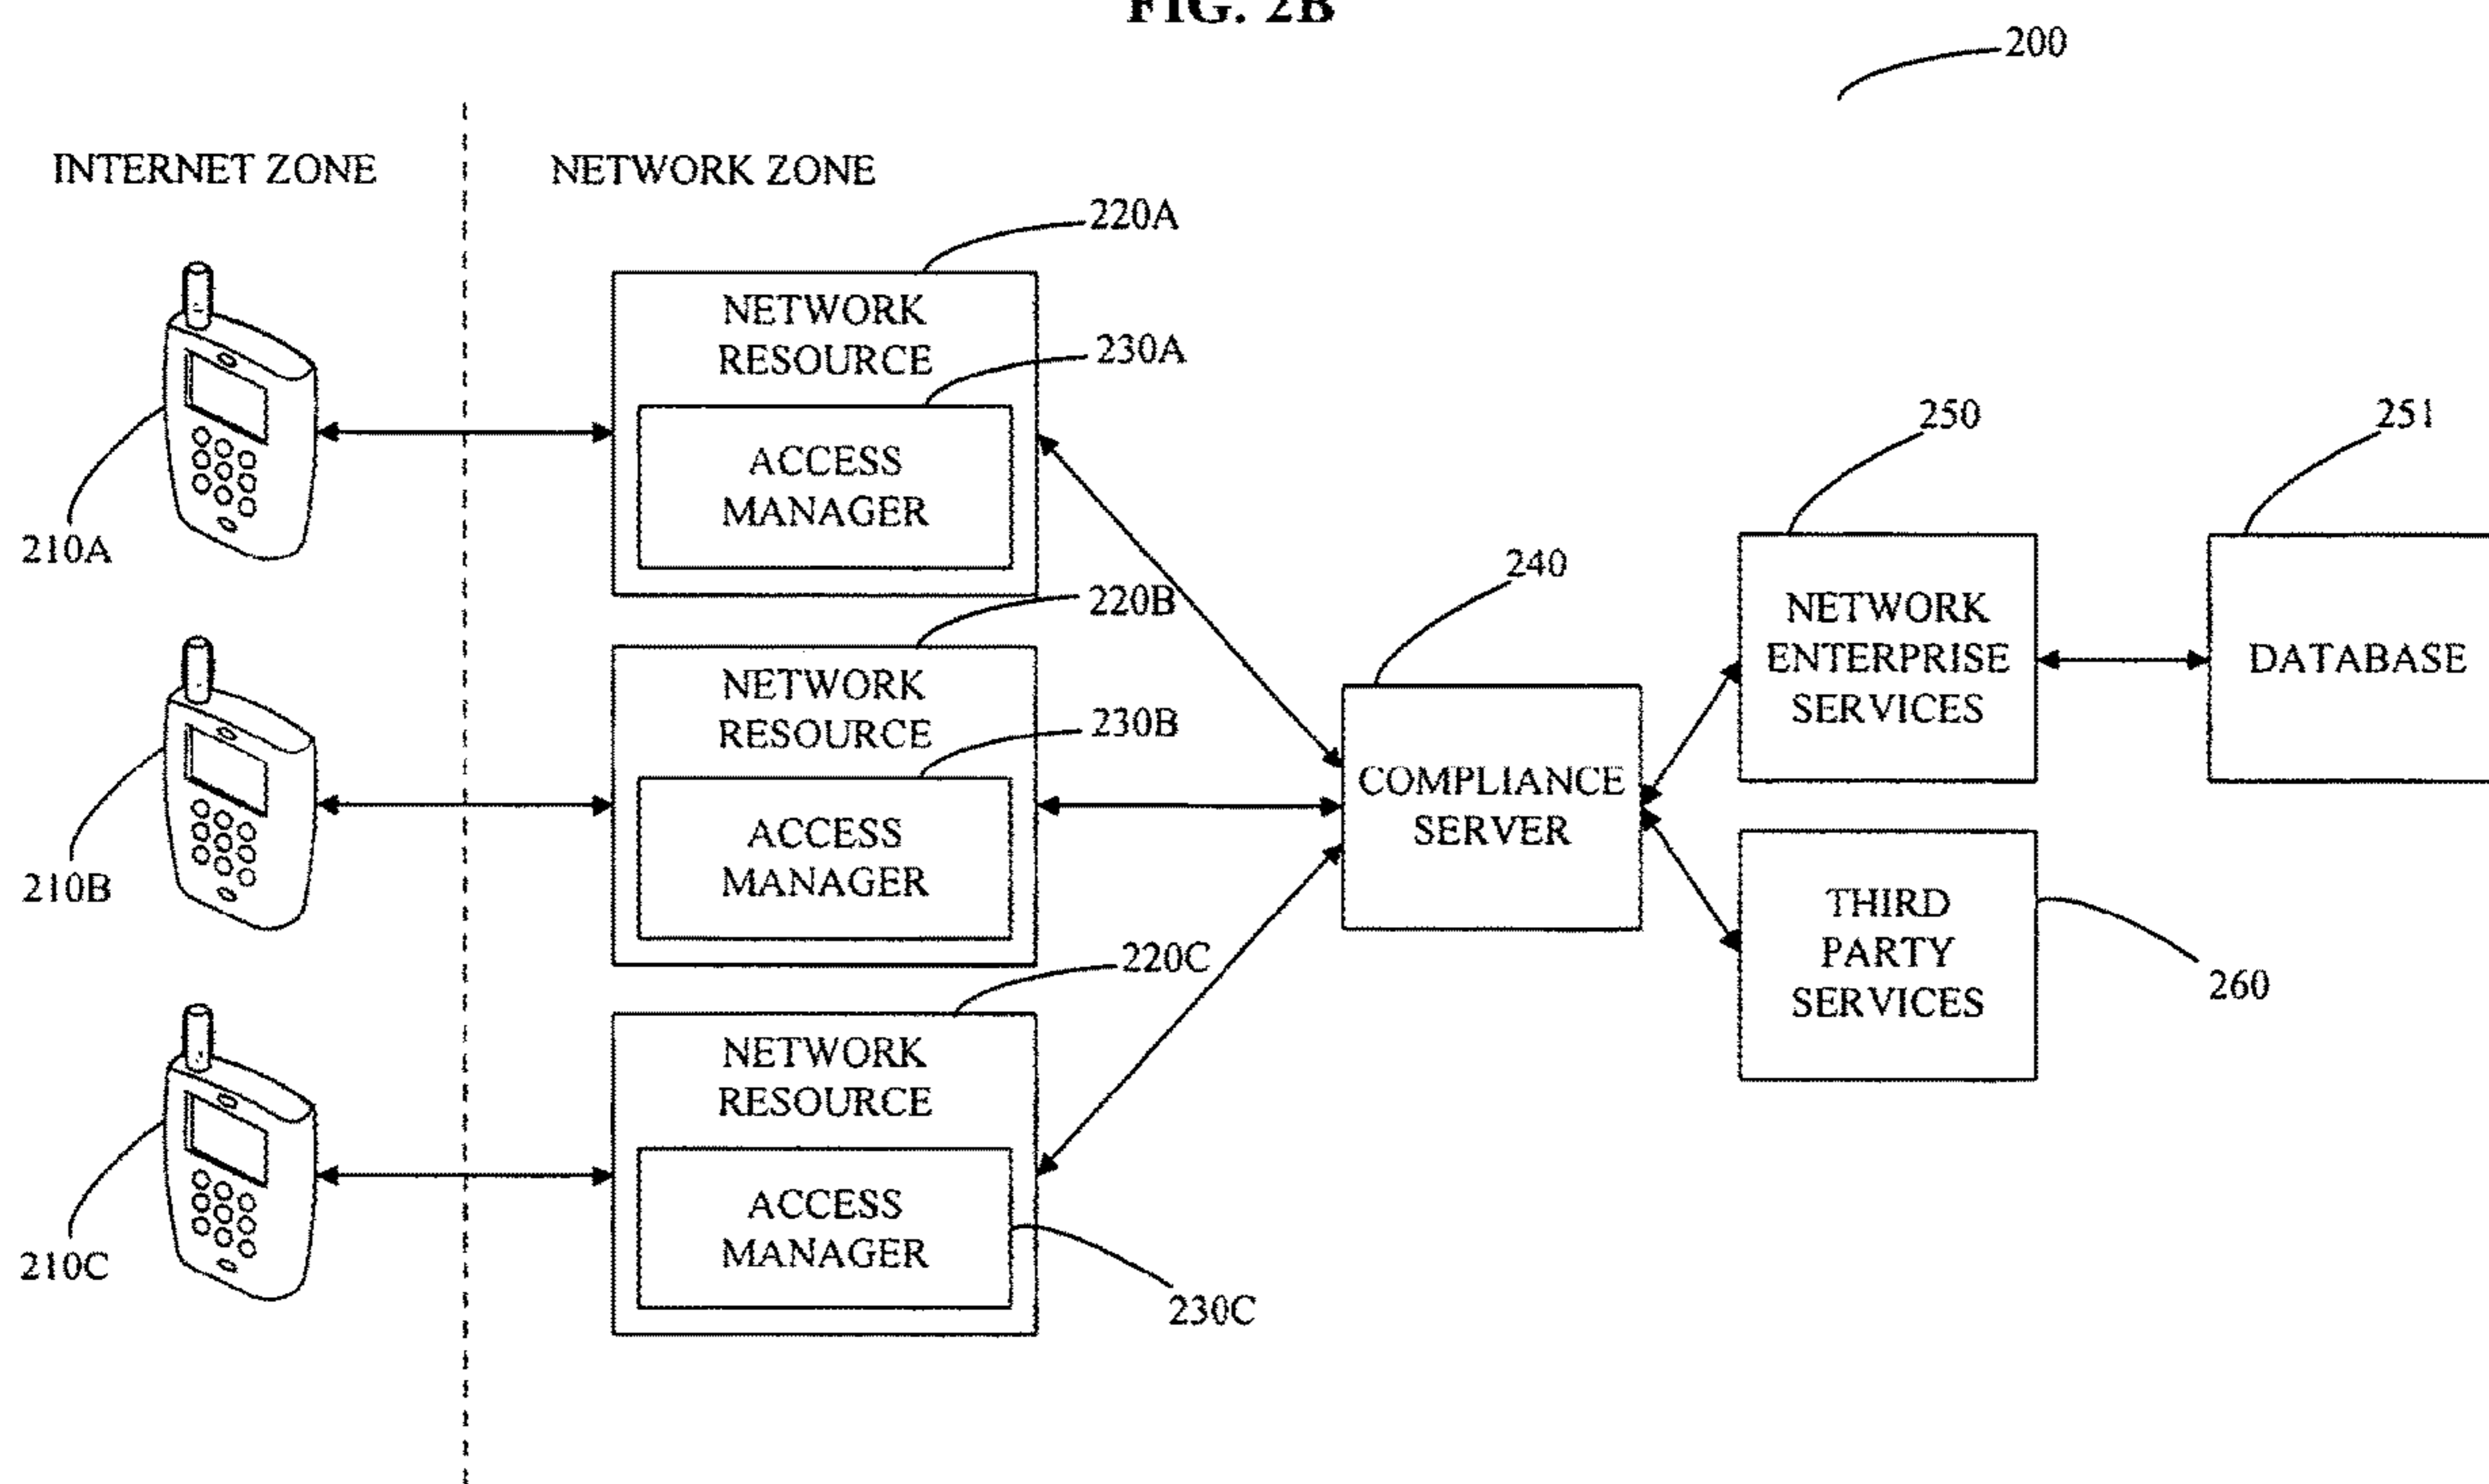 FIG. 2B
200
INTERNET ZONE
NETWORK ZONE
220A
NETWORK
RESOURCE
230A
ACCESS
MANAGER
210A
220B
NETWORK
RESOURCE
230B
ACCESS
MANAGER
210B
220C
NETWORK
RESOURCE
ACCESS
MANAGER
210C
230C
240
COMPLIANCE
SERVER
250
NETWORK
ENTERPRISE
SERVICES
251
DATABASE
THIRD
PARTY
SERVICES
260